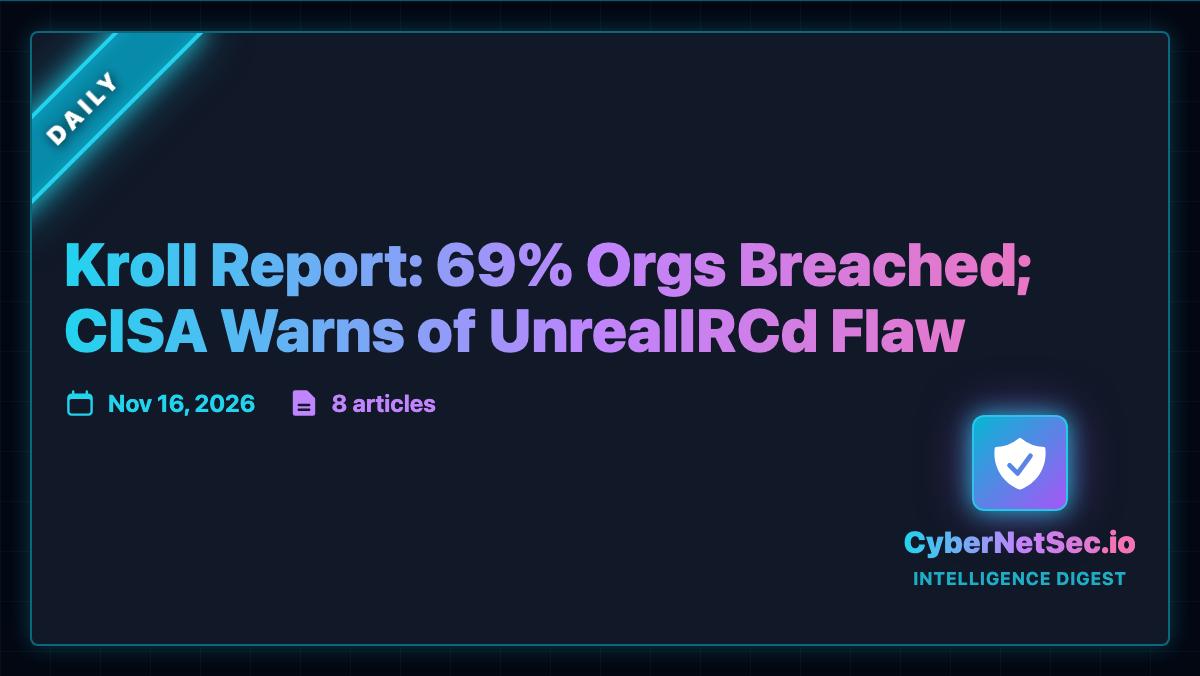 DAILY
Kroll Report: 69% Orgs Breached;
CISA Warns of UnrealIRCd Flaw
Nov 16, 2026
8 articles
CyberNetSec.io
INTELLIGENCE DIGEST